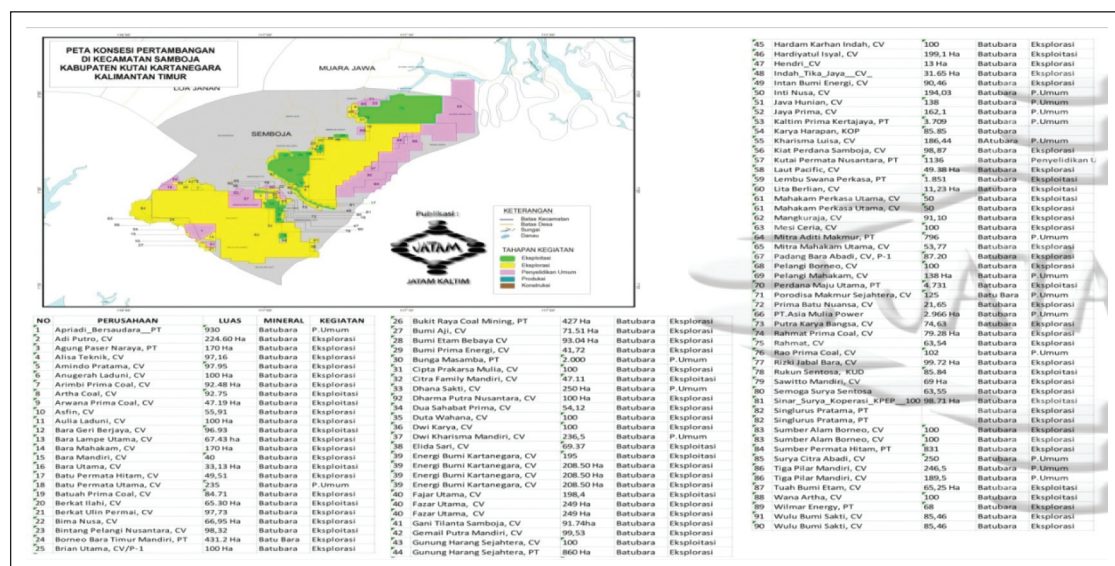 PETA KONSESI PERTAMBANGAN
DI KECAMATAN SAMBOJA
KABUPATEN KUTAI KARTANEGARA
KALIMANTAN TIMUR
MUARA JAWA
LOA JANAN
SEMBOJA
Publikasi :
JATAM
JATAM KALTIM
KETERANGAN
Batas Kecamatan
Batas Desa
Sungai
Danau
TAHAPAN KEGIATAN
Eksploitasi
Eksplorasi
Penyelidikan Umum
Produksi
Konstruksi
NO PERUSAHAAN LUAS MINERAL KEGIATAN
1 Apriadi_Bersaudara__PT 930 Batubara P.Umum
2 Adi Putro, CV 224.60 Ha Batubara Eksplorasi
3 Agung Paser Naraya, PT 170 Ha Batubara Eksplorasi
4 Alisa Teknik, CV 97,16 Batubara Eksplorasi
5 Amindo Pratama, CV 97.95 Batubara Eksplorasi
6 Anugerah Laduni, CV 100 Ha Batubara Eksplorasi
7 Arimbi Prima Coal, CV 92.48 Ha Batubara Eksplorasi
8 Artha Coal, CV 92.75 Batubara Eksploitasi
9 Arwana Prima Coal, CV 47.19 Ha Batubara Eksplorasi
10 Asfin, CV 55,91 Batubara Eksplorasi
11 Aulia Laduni, CV 100 Ha Batubara Eksplorasi
12 Bara Geri Berjaya, CV 96.93 Batubara Eksploitasi
13 Bara Lampe Utama, CV 67.43 ha Batubara Eksplorasi
14 Bara Mahakam, CV 170 Ha Batubara Eksplorasi
15 Bara Mandiri, CV 40 Batubara Eksplorasi
16 Bara Utama, CV 33,13 Ha Batubara Eksploitasi
17 Batu Permata Hitam, CV 49,51 Batubara Eksplorasi
18 Batu Permata Utama, CV 235 Batubara P.Umum
19 Batuah Prima Coal, CV 84.71 Batubara Eksplorasi
20 Berkat Ilahi, CV 65.30 Ha Batubara Eksploitasi
21 Berkat Ulin Permai, CV 97,73 Batubara Eksplorasi
22 Bima Nusa, CV 66,95 Ha Batubara Eksplorasi
23 Bintang Pelangi Nusantara, CV 98,32 Batubara Eksploitasi
24 Borneo Bara Timur Mandiri, PT 431.2 Ha Batu Bara Eksplorasi
25 Brian Utama, CV/P-1 100 Ha Batubara Eksplorasi
26 Bukit Raya Coal Mining, PT 427 Ha Batubara Eksplorasi
27 Bumi Aji, CV 71.51 Ha Batubara Eksplorasi
28 Bumi Etam Bebaya CV 93.04 Ha Batubara Eksplorasi
29 Bumi Prima Energi, CV 41,72 Batubara Eksplorasi
30 Bunga Masamba, PT 2.000 Batubara P.Umum
31 Cipta Prakarsa Mulia, CV 100 Batubara Eksplorasi
32 Citra Family Mandiri, CV 47.11 Batubara Eksplorasi
33 Dhana Sakti, CV 250 Ha Batubara P.Umum
92 Dharma Putra Nusantara, CV 100 Ha Batubara Eksplorasi
34 Dua Sahabat Prima, CV 54,12 Batubara Eksplorasi
35 Duta Wahana, CV 100 Batubara Eksplorasi
36 Dwi Karya, CV 100 Batubara Eksplorasi
37 Dwi Kharisma Mandiri, CV 236,5 Batubara P.Umum
38 Elida Sari, CV 69.37 Batubara Eksploitasi
39 Energi Bumi Kartanegara, CV 195 Batubara Eksploitasi
39 Energi Bumi Kartanegara, CV 208.50 Ha Batubara Eksplorasi
39 Energi Bumi Kartanegara, CV 208.50 Ha Batubara Eksplorasi
39 Energi Bumi Kartanegara, CV 208.50 Ha Batubara Eksplorasi
40 Fajar Utama, CV 198,4 Batubara Eksploitasi
40 Fazar Utama, CV 249 Ha Batubara Eksplorasi
40 Fazar Utama, CV 249 Ha Batubara Eksplorasi
41 Gani Tilanta Samboja, CV 91.74ha Batubara Eksplorasi
42 Gemail Putra Mandiri, CV 99,53 Batubara Eksplorasi
43 Gunung Harang Sejahtera, CV 100 Batubara Eksploitasi
44 Gunung Harang Sejahtera, PT 860 Ha Batubara Eksplorasi
45 Hardam Karhan Indah, CV 100 Batubara Eksplorasi
46 Hardiyatul Isyal, CV 199,1 Ha Batubara Eksploitasi
47 Hendri_CV 13 Ha Batubara Eksplorasi
48 Indah_Tika_Jaya__CV_ 31.65 Ha Batubara Eksplorasi
49 Intan Bumi Energi, CV 90,46 Batubara Eksplorasi
50 Inti Nusa, CV 194,03 Batubara P.Umum
51 Jaya Hunian, CV 138 Batubara P.Umum
52 Jaya Prima, CV 162,1 Batubara P.Umum
53 Kaltim Prima Kertajaya, PT 3.709 Batubara P.Umum
54 Karya Harapan, KOP 85.85 Batubara
55 Kharisma Luisa, CV 186,44 BAtubara P.Umum
56 Kiat Perdana Samboja, CV 98,87 Batubara Eksplorasi
57 Kutai Permata Nusantara, PT 1136 Batubara Penyelidikan U
58 Laut Pacific, CV 49.38 Ha Batubara Eksplorasi
59 Lembu Swana Perkasa, PT 1.851 Batubara Eksploitasi
60 Lita Berlian, CV 11,23 Ha Batubara Eksploitasi
61 Mahakam Perkasa Utama, CV 50 Batubara Eksploitasi
61 Mahakam Perkasa Utama, CV 50 Batubara Eksplorasi
62 Mangkuraja, CV 91,10 Batubara Eksplorasi
63 Mesi Ceria, CV 100 Batubara Eksplorasi
64 Mitra Aditi Makmur, PT 796 Batubara P.Umum
65 Mitra Mahakam Utama, CV 53,77 Batubara Eksplorasi
67 Padang Bara Abadi, CV, P-1 87.20 Batubara Eksplorasi
68 Pelangi Borneo, CV 100 Batubara Eksplorasi
69 Pelangi Mahakam, CV 138 Ha Batubara P.Umum
70 Perdana Maju Utama, PT 4.731 Batubara Eksploitasi
71 Porodisa Makmur Sejahtera, CV 125 Batu Bara P.Umum
72 Prima Batu Nuansa, CV 21,65 Batubara Eksplorasi
66 PT.Asia Mulia Power 2.966 Ha Batubara P.Umum
73 Putra Karya Bangsa, CV 74,63 Batubara Eksplorasi
74 Rahmat Prima Coal, CV 79.28 Ha Batubara Eksplorasi
75 Rahmat, CV 63,54 Batubara Eksplorasi
76 Rao Prima Coal, CV 102 Batubara P.Umum
77 Rizki Jabal Bara, CV 99.72 Ha Batubara Eksplorasi
78 Rukun Sentosa, KUD 85.84 Batubara Eksploitasi
79 Sawitto Mandiri, CV 69 Ha Batubara Eksplorasi
80 Semoga Surya Sentosa 63,55 Batubara Eksplorasi
81 Sinar_Surya_Koperasi_KPEP__100 98.71 Ha Batubara Eksploitasi
82 Singlurus Pratama, PT Batubara Eksplorasi
82 Singlurus Pratama, PT Batubara Eksplorasi
83 Sumber Alam Borneo, CV 100 Batubara Eksplorasi
83 Sumber Alam Borneo, CV 100 Batubara Eksplorasi
84 Sumber Permata Hitam, PT 831 Batubara Eksplorasi
85 Surya Citra Abadi, CV 250 Batubara P.Umum
86 Tiga Pilar Mandiri, CV 246,5 Batubara P.Umum
86 Tiga Pilar Mandiri, CV 189,5 Batubara P.Umum
87 Tuah Bumi Etam, CV 65,25 Ha Batubara Eksploitasi
88 Wana Artha, CV 100 Batubara Eksploitasi
89 Wilmar Energy, PT 68 Batubara Eksplorasi
91 Wulu Bumi Sakti, CV 85,46 Batubara Eksplorasi
90 Wulu Bumi Sakti, CV 85,46 Batubara Eksplorasi